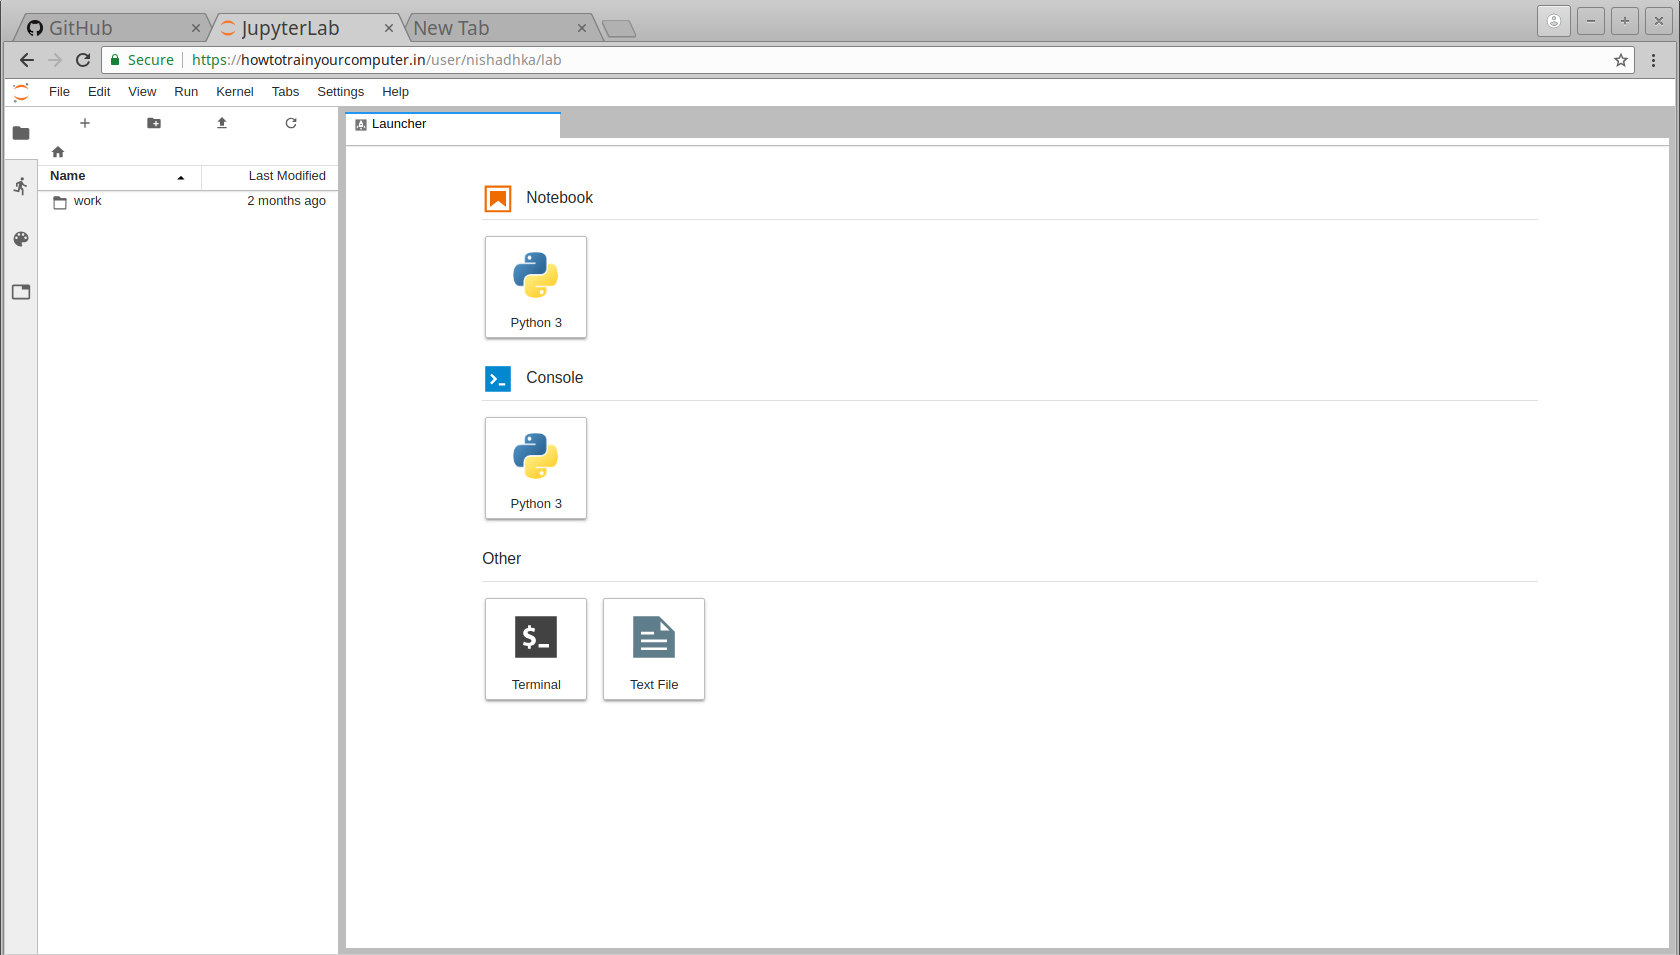 GitHub
JupyterLab
New Tab
Secure https://howtotrainyourcomputer.in/user/nishadhka/lab
File Edit View Run Kernel Tabs Settings Help
Launcher
Name Last Modified
work 2 months ago
Notebook
Python 3
Console
Python 3
Other
$_
Terminal Text File